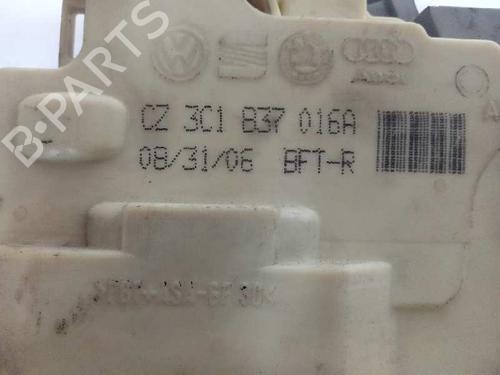 B-PARTS
Audi
CZ 3C1 837 016A
08/31/06 BFT-R